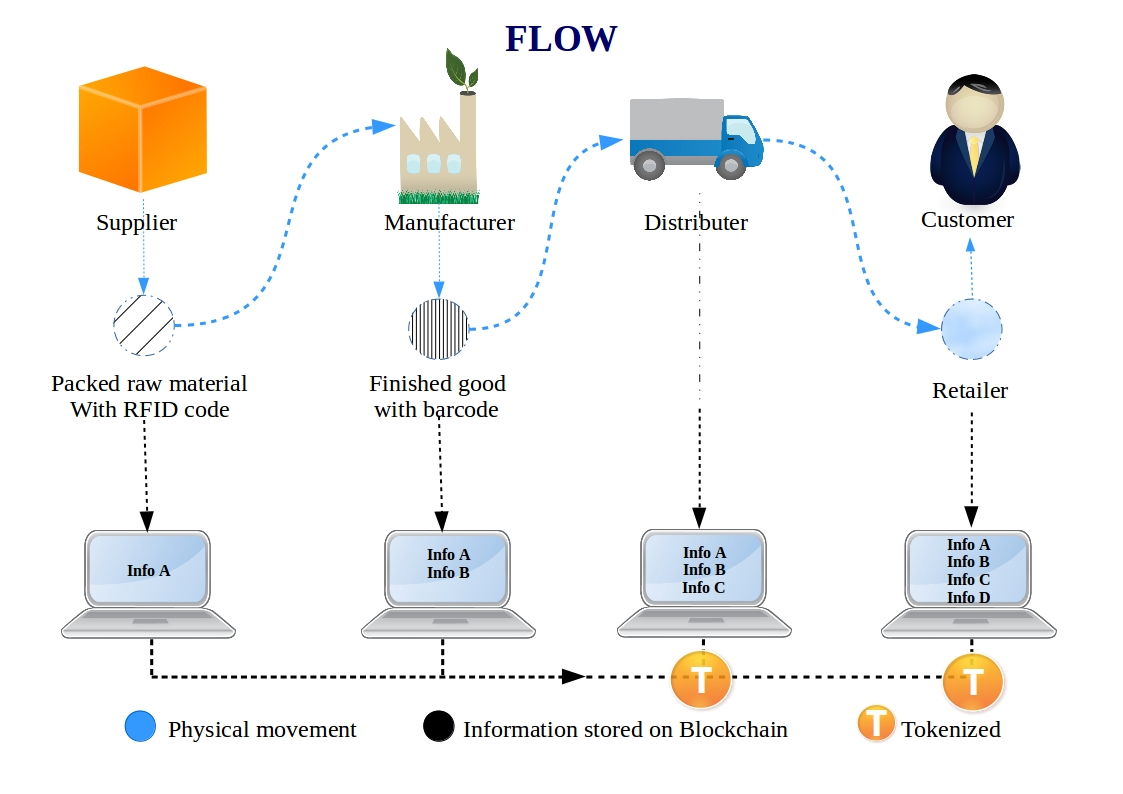 FLOW
Supplier
Manufacturer
Distributer
Customer
Packed raw material
With RFID code
Finished good
with barcode
Retailer
Info A
Info A
Info B
Info A
Info B
Info C
Info A
Info B
Info C
Info D
T
T
Physical movement
Information stored on Blockchain
T Tokenized